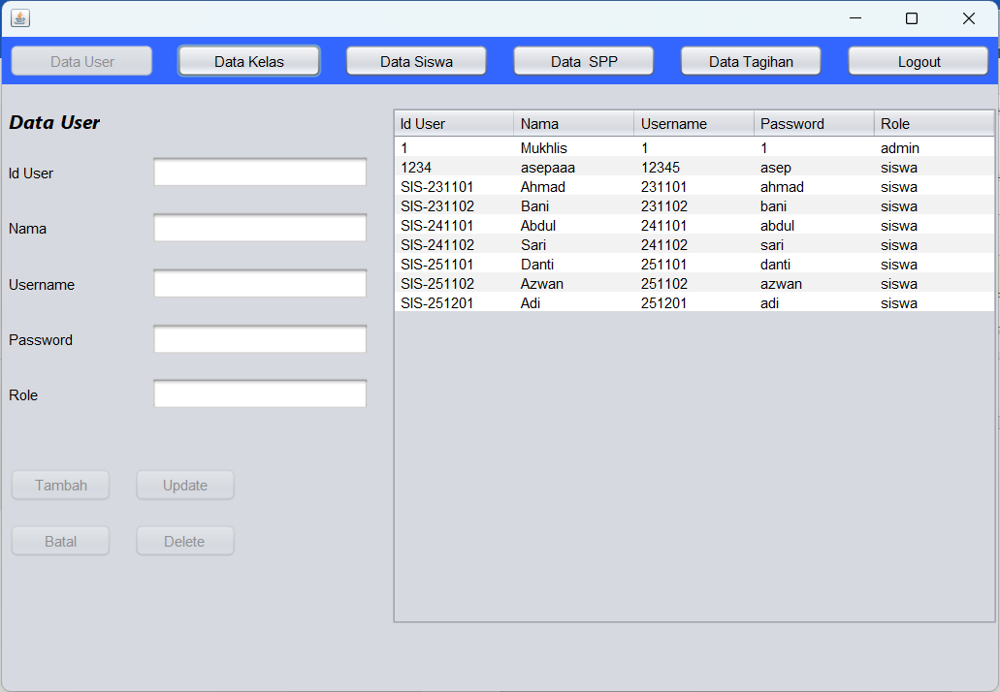 Data User Data Kelas Data Siswa Data  SPP Data Tagihan Logout
Data User
Id User
Nama
Username
Password
Role
Tambah Update
Batal Delete
Id User Nama Username Password Role
1 Mukhlis 1 1 admin
1234 asepaaa 12345 asep siswa
SIS-231101 Ahmad 231101 ahmad siswa
SIS-231102 Bani 231102 bani siswa
SIS-241101 Abdul 241101 abdul siswa
SIS-241102 Sari 241102 sari siswa
SIS-251101 Danti 251101 danti siswa
SIS-251102 Azwan 251102 azwan siswa
SIS-251201 Adi 251201 adi siswa